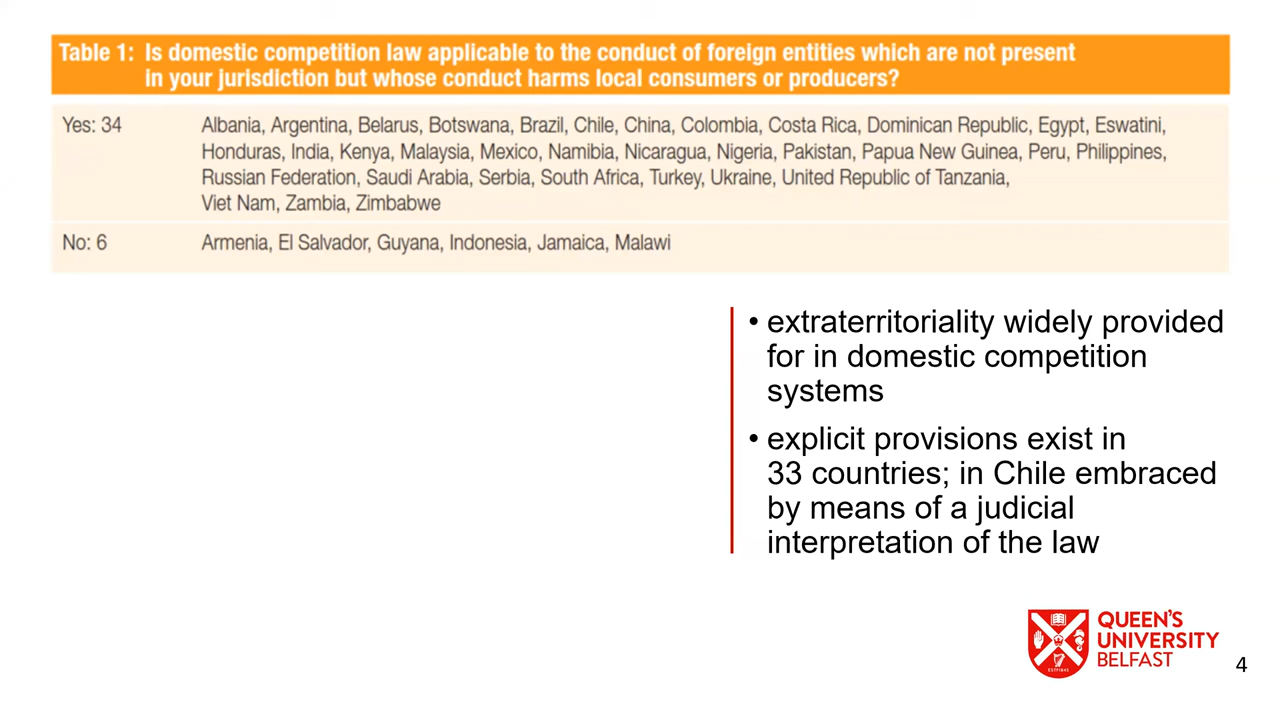 Table 1: Is domestic competition law applicable to the conduct of foreign entities which are not present
in your jurisdiction but whose conduct harms local consumers or producers?
Yes: 34 Albania, Argentina, Belarus, Botswana, Brazil, Chile, China, Colombia, Costa Rica, Dominican Republic, Egypt, Eswatini,
Honduras, India, Kenya, Malaysia, Mexico, Namibia, Nicaragua, Nigeria, Pakistan, Papua New Guinea, Peru, Philippines,
Russian Federation, Saudi Arabia, Serbia, South Africa, Turkey, Ukraine, United Republic of Tanzania,
Viet Nam, Zambia, Zimbabwe
No: 6 Armenia, El Salvador, Guyana, Indonesia, Jamaica, Malawi
• extraterritoriality widely provided
for in domestic competition
systems
• explicit provisions exist in
33 countries; in Chile embraced
by means of a judicial
interpretation of the law
QUEEN'S
UNIVERSITY
BELFAST
ESTD1845
4